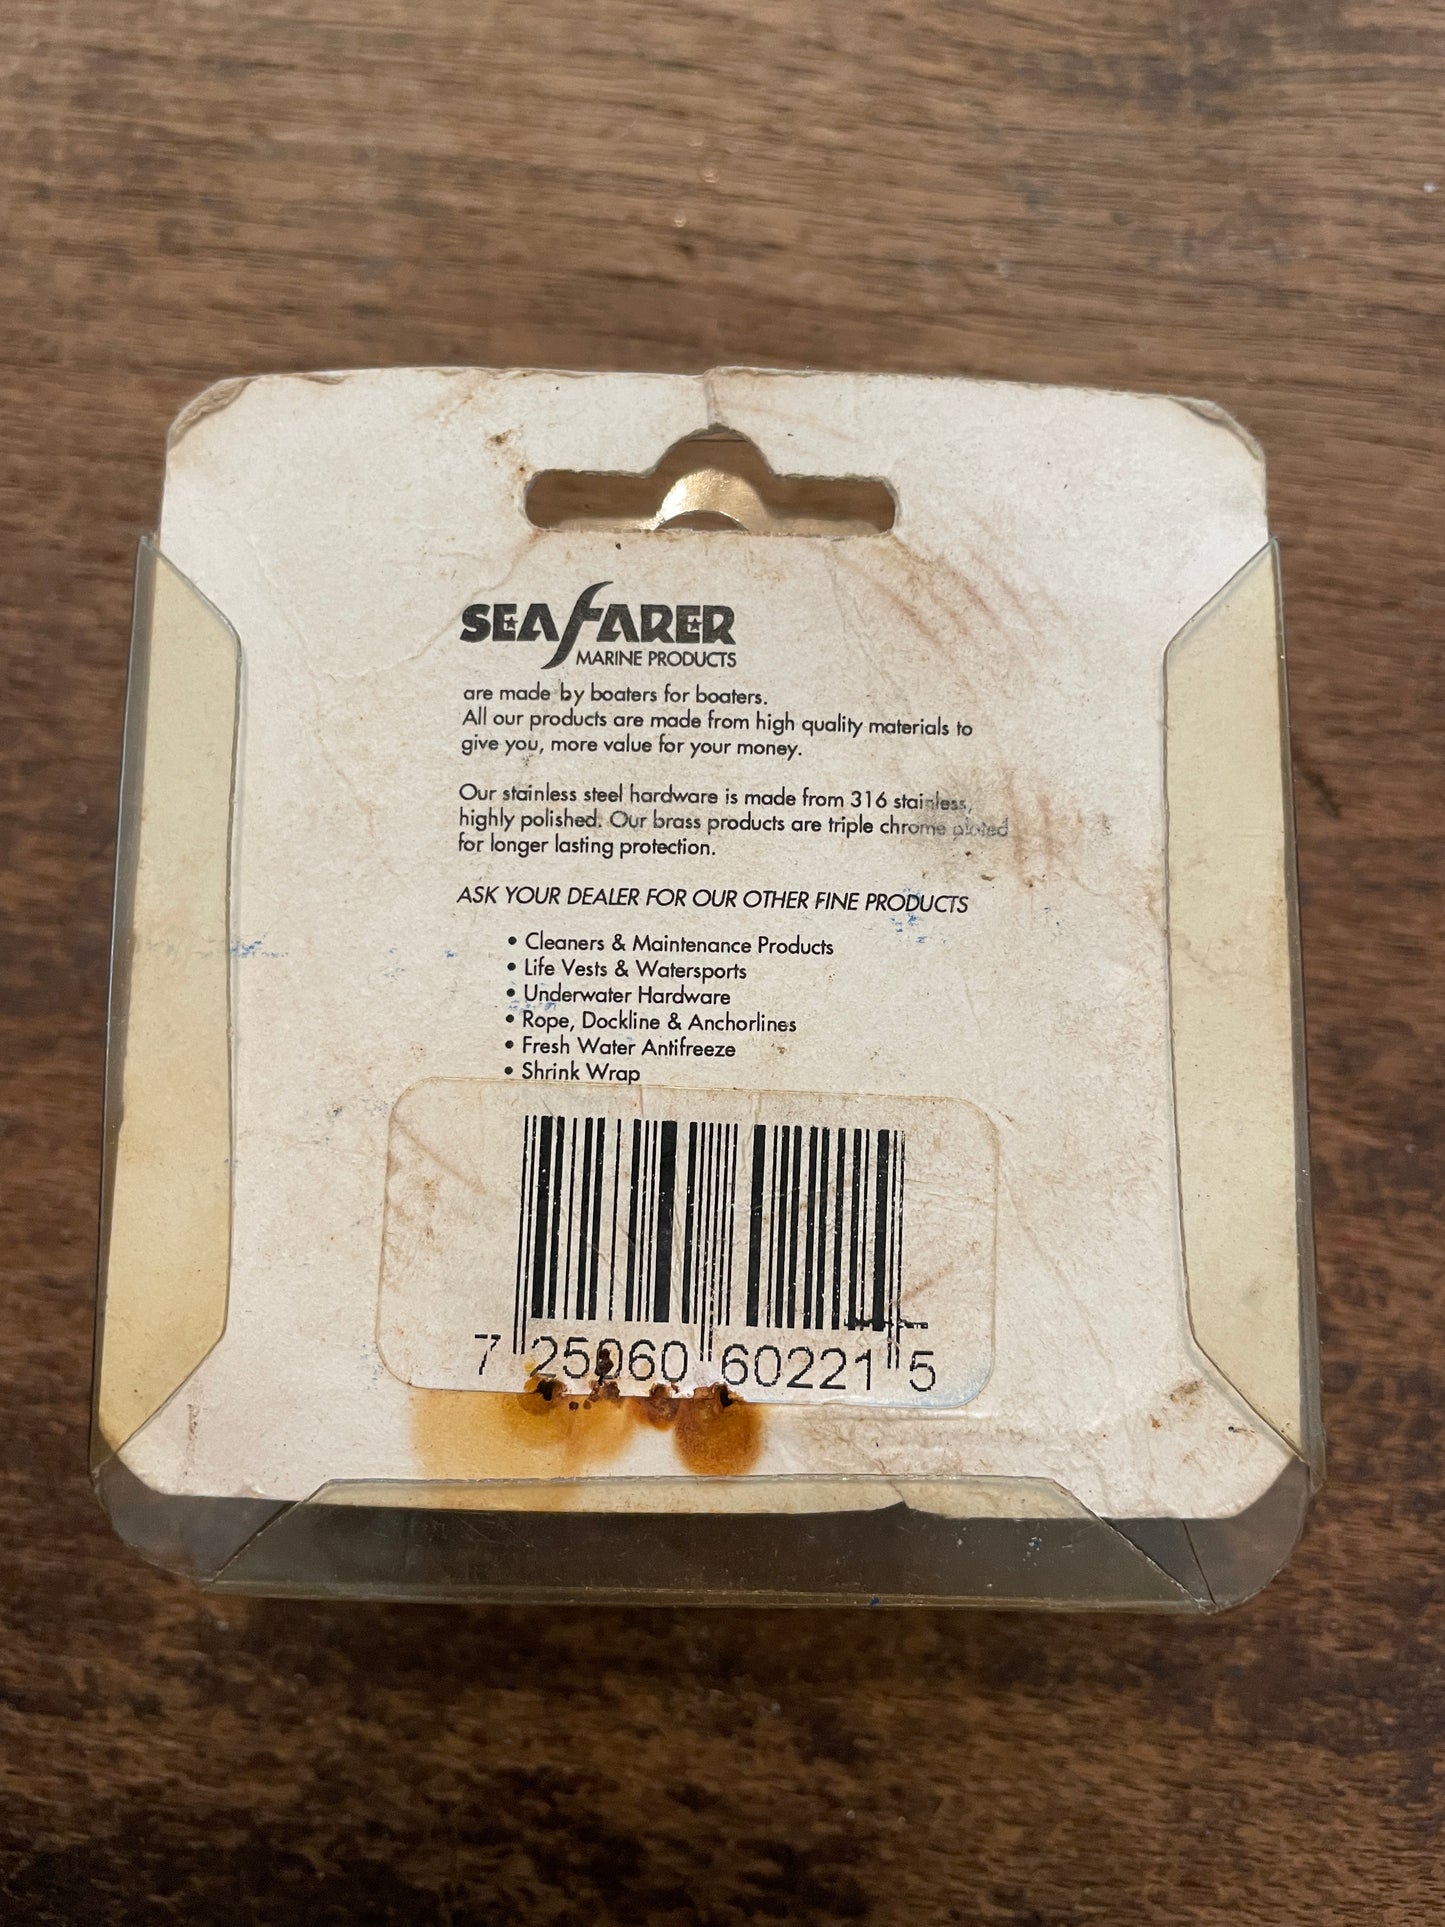 SEAFARER
MARINE PRODUCTS
are made by boaters for boaters.
All our products are made from high quality materials to
give you, more value for your money.
Our stainless steel hardware is made from 316 stainless,
highly polished. Our brass products are triple chrome plated
for longer lasting protection.
ASK YOUR DEALER FOR OUR OTHER FINE PRODUCTS
• Cleaners & Maintenance Products
• Life Vests & Watersports
• Underwater Hardware
• Rope, Dockline & Anchorlines
• Fresh Water Antifreeze
• Shrink Wrap
7 25060 60221 5